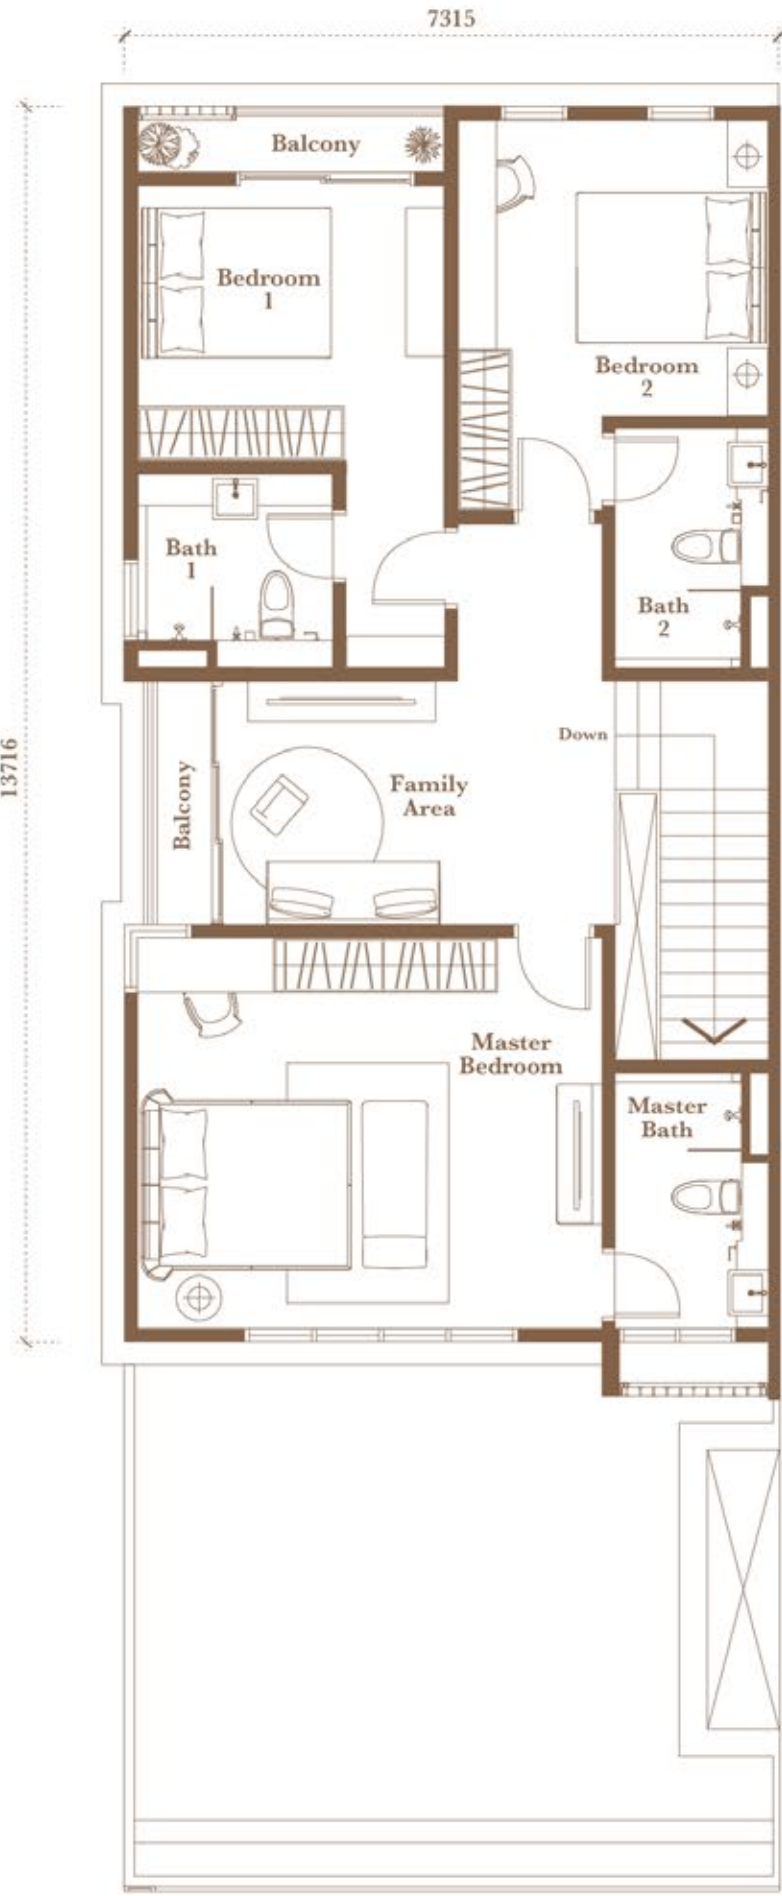 7315
Balcony
Bedroom
1
Bedroom
2
Bath
1
Bath
2
Down
13716
Balcony
Family
Area
Master
Bedroom
Master
Bath